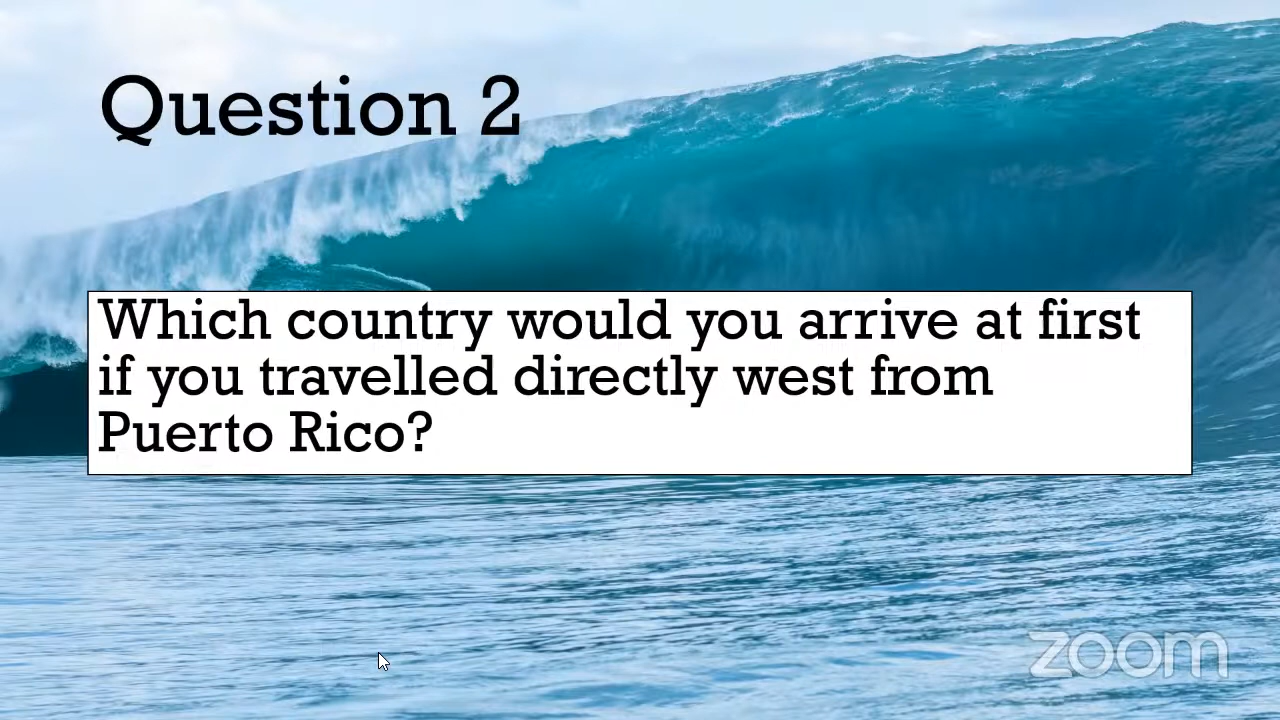 Question 2
Which country would you arrive at first
if you travelled directly west from
Puerto Rico?
zoom